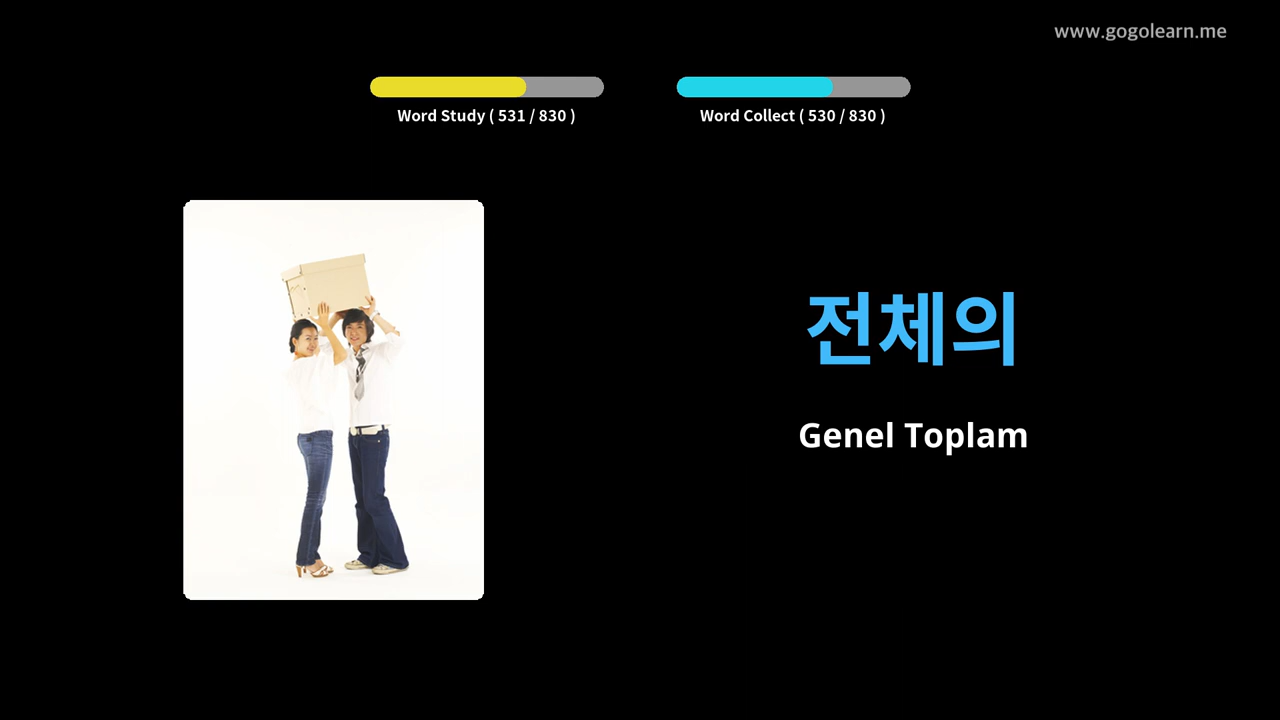 www.gogolearn.me
Word Study ( 531 / 830 )
Word Collect ( 530 / 830 )
전체의
Genel Toplam